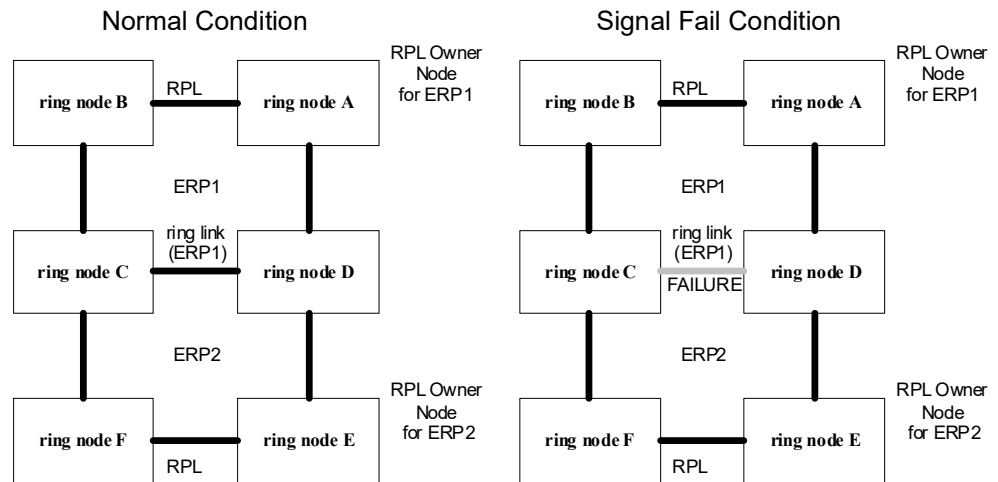 Normal Condition
RPL Owner
Node
for ERP1
ring node B
RPL
ring node A
ERP1
ring link
(ERP1)
ring node C
ring node D
ERP2
RPL Owner
Node
for ERP2
ring node F
ring node E
RPL
Signal Fail Condition
RPL Owner
Node
for ERP1
ring node B
RPL
ring node A
ERP1
ring link
(ERP1)
ring node C
FAILURE
ring node D
ERP2
RPL Owner
Node
for ERP2
ring node F
ring node E
RPL